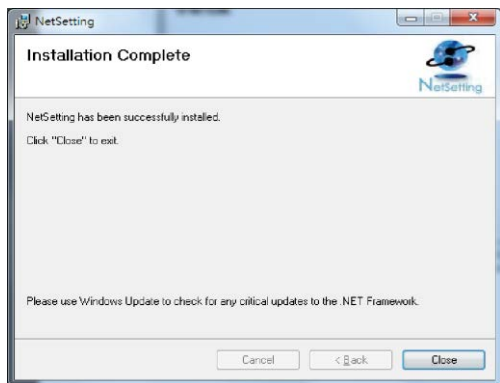 NetSetting
Installation Complete
NetSetting
NetSetting has been successfully installed.
Click "Close" to exit.
Please use Windows Update to check for any critical updates to the .NET Framework.
Cancel
< Back
Close